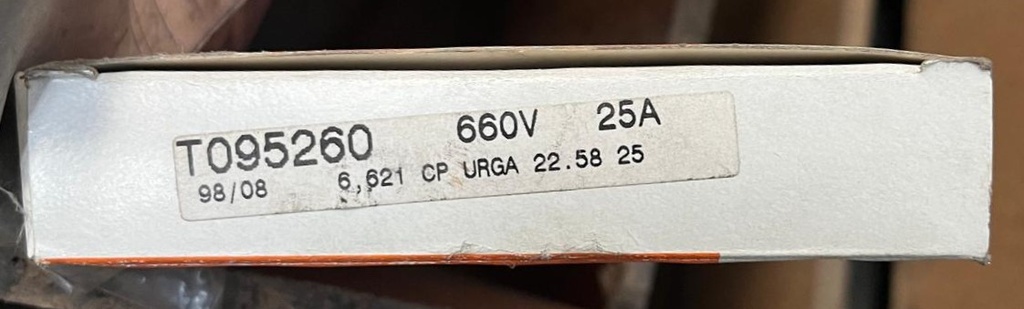 T095260 660V 25A
98/08 6,621 CP URGA 22.58 25